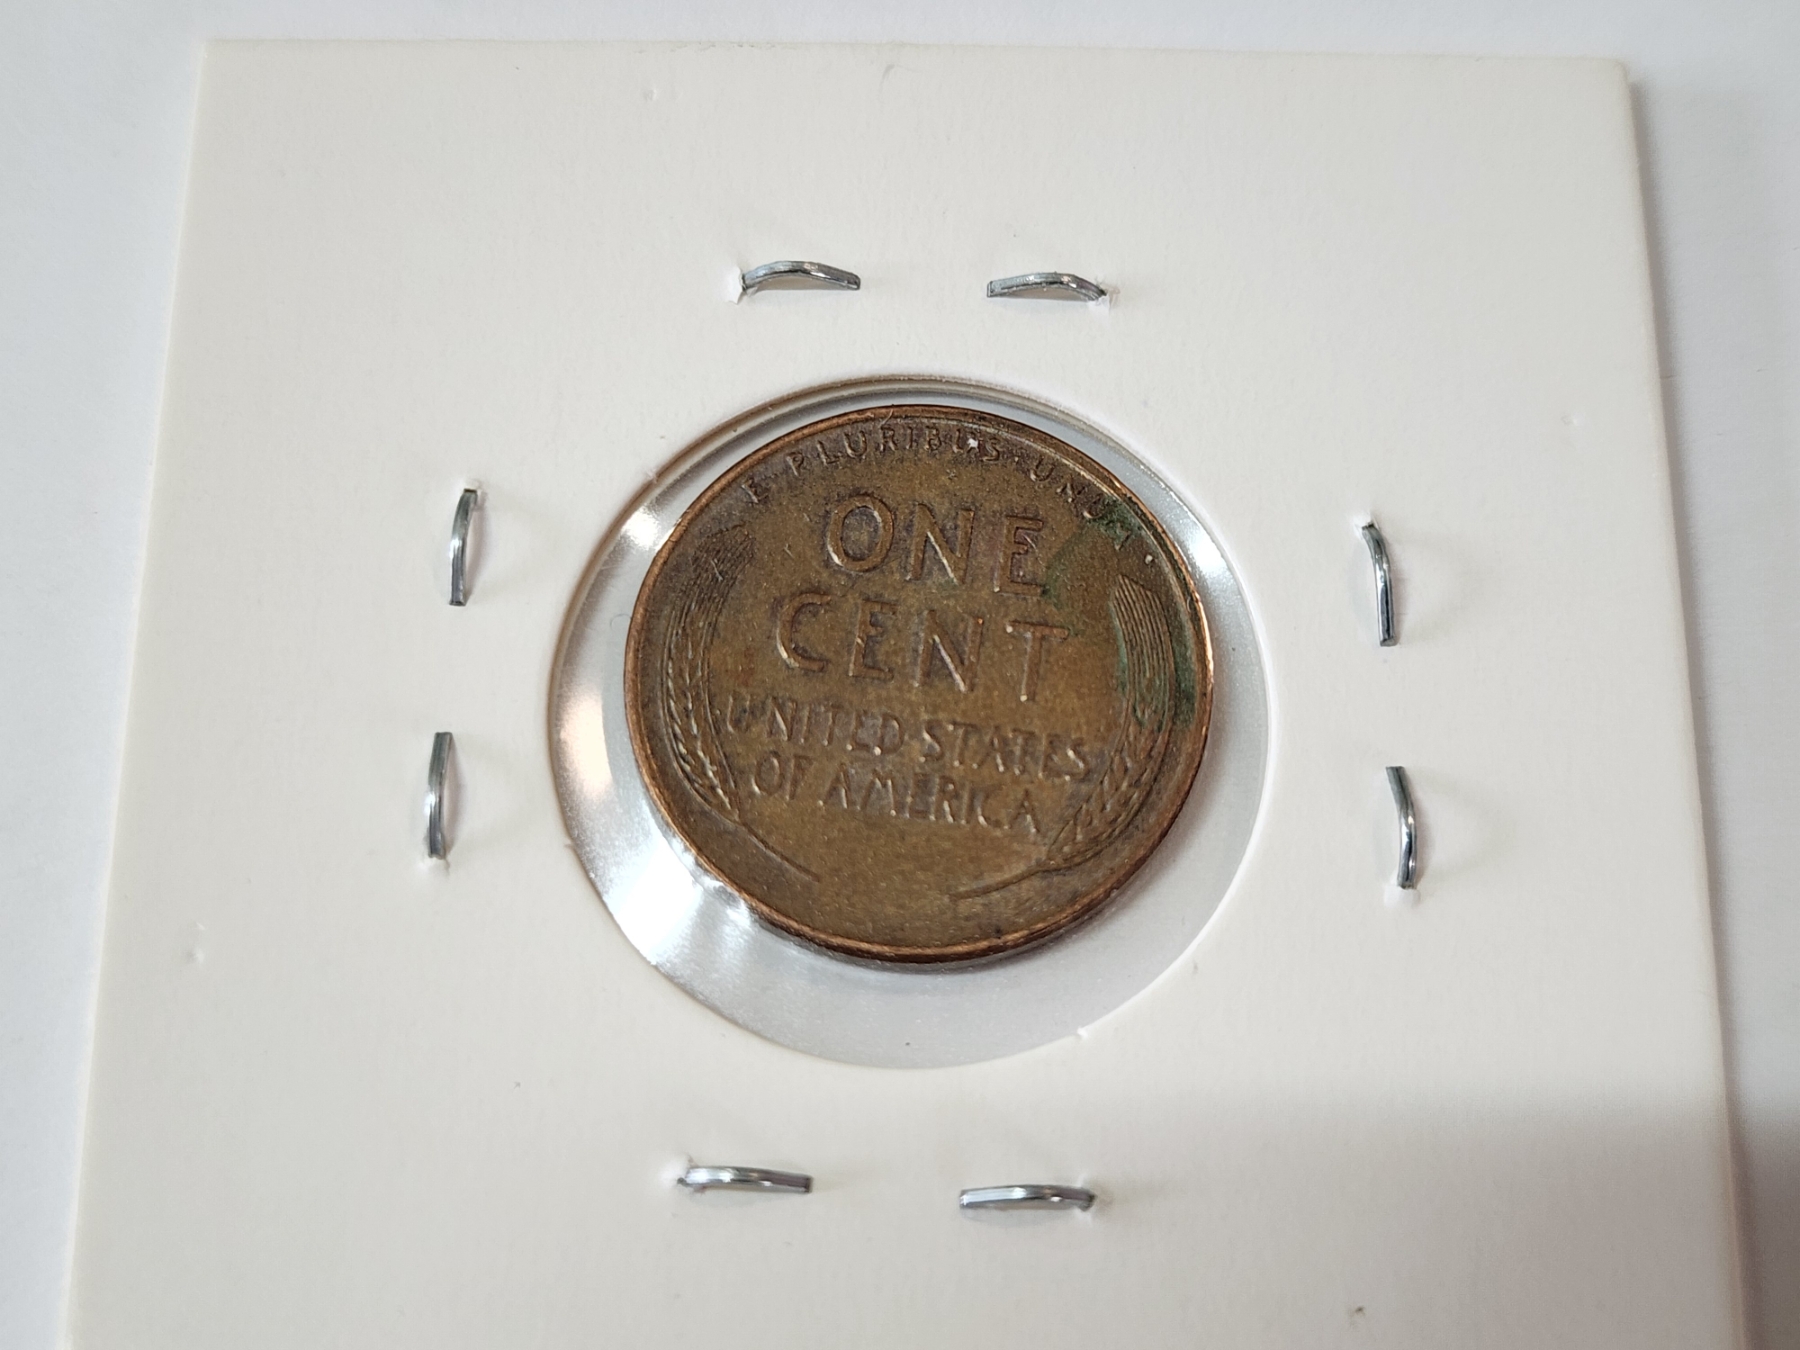 E·PLURIBUS·UNUM
ONE
CENT
UNITED·STATES
OF AMERICA